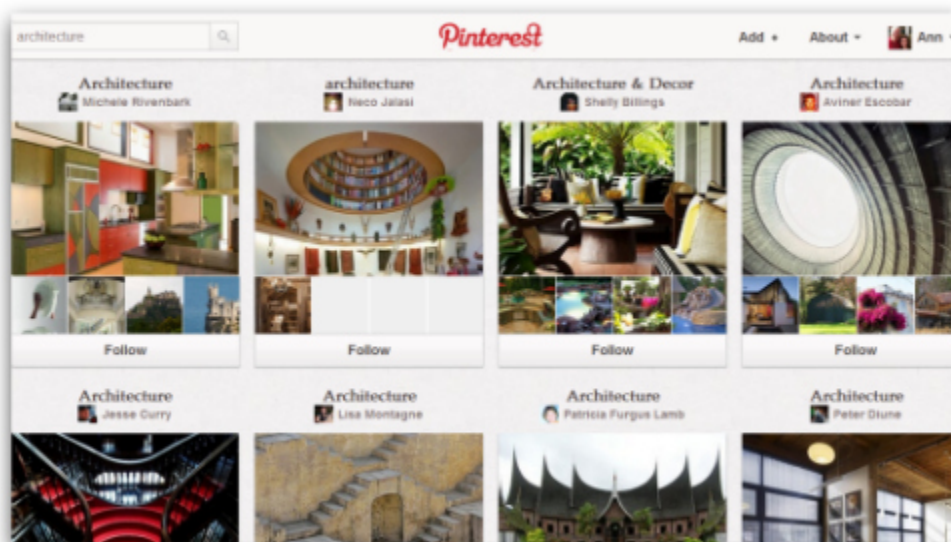 architecture
Pinterest
Add +
About
Ann
Architecture
Michele Rivenbark
architecture
Neco Jalasi
Architecture & Decor
Shelly Billings
Architecture
Aviner Escobar
Follow
Follow
Follow
Follow
Architecture
Jesse Curry
Architecture
Lisa Montagne
Architecture
Patricia Furgus Lamb
Architecture
Peter Diune